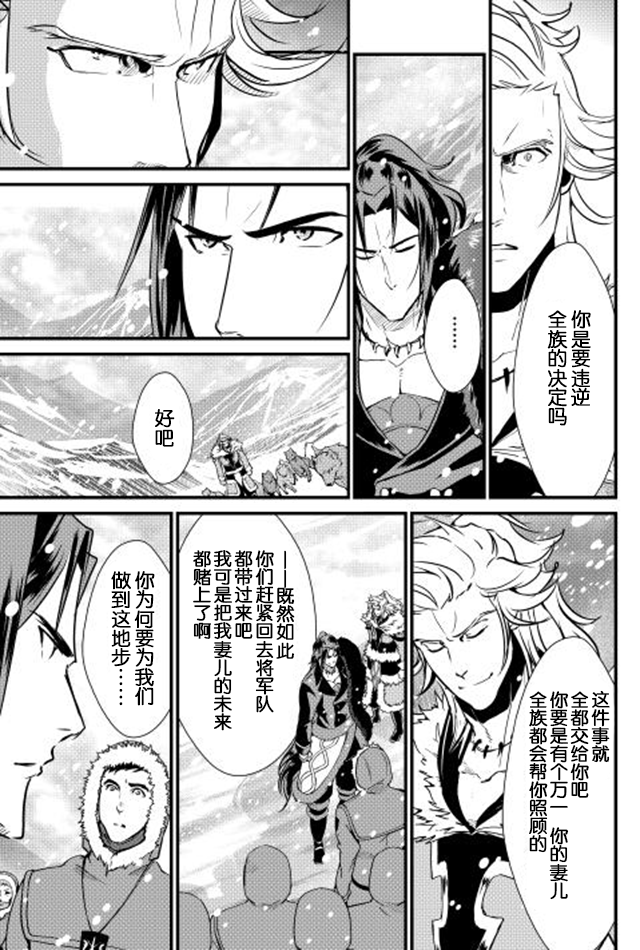 你是要违逆
全族的决定吗
……
好吧
这件事就
全都交给你吧
你要是有个万一 你的妻儿
全族都会帮你照顾的
——既然如此
你们赶紧回去将军队
都带过来吧
我可是把我妻儿的未来
都赌上了啊
你为何要为我们
做到这地步……